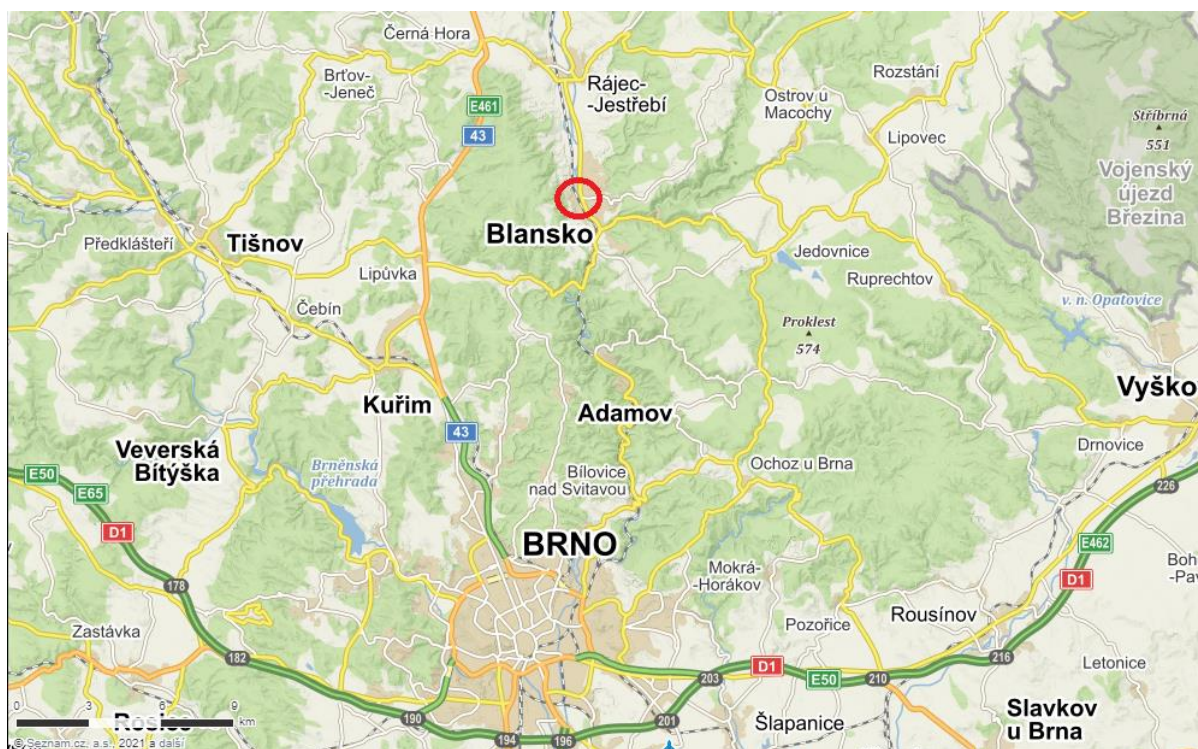 Černá Hora
Brťov-
-Jeneč
Rájec-
-Jestřebí
Rozstání
E461
43
Ostrov u
Macochy
Lipovec
Stříbrná
551
Vojenský
újezd
Březina
Blansko
Předklášteří
Tišnov
Lipůvka
Jedovnice
Ruprechtov
Čebín
v. n. Opatovice
Proklest
574
Vyško
Kuřim
Adamov
43
Veverská
Bítýška
Brněnská
přehrada
Bílovice
nad Svitavou
Ochoz u Brna
Drnovice
E50
E65
D1
226
BRNO
E462
D1
Boh
-Pav
178
Mokrá-
-Horákov
Rousínov
Zastávka
Pozořice
182
216
Letonice
D1
E50
210
203
190
201
194
196
Šlapanice
Slavkov
u Brna
0 3 6 9 km
Rosice
© Seznam.cz, a.s., 2021 a další